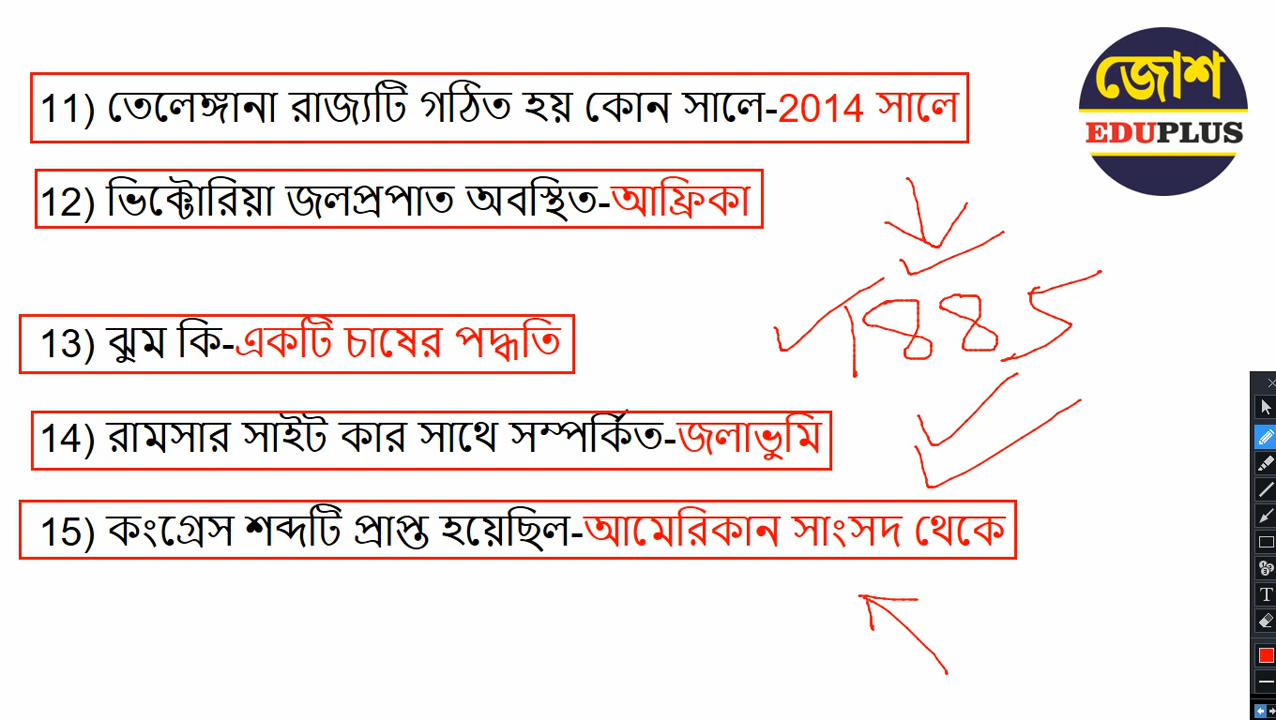 জোশ
EDUPLUS
11) তেলেঙ্গানা রাজ্যটি গঠিত হয় কোন সালে-2014 সালে
12) ভিক্টোরিয়া জলপ্রপাত অবস্থিত-আফ্রিকা
1885
13) ঝুম কি-একটি চাষের পদ্ধতি
14) রামসার সাইট কার সাথে সম্পর্কিত-জলাভুমি
15) কংগ্রেস শব্দটি প্রাপ্ত হয়েছিল-আমেরিকান সাংসদ থেকে